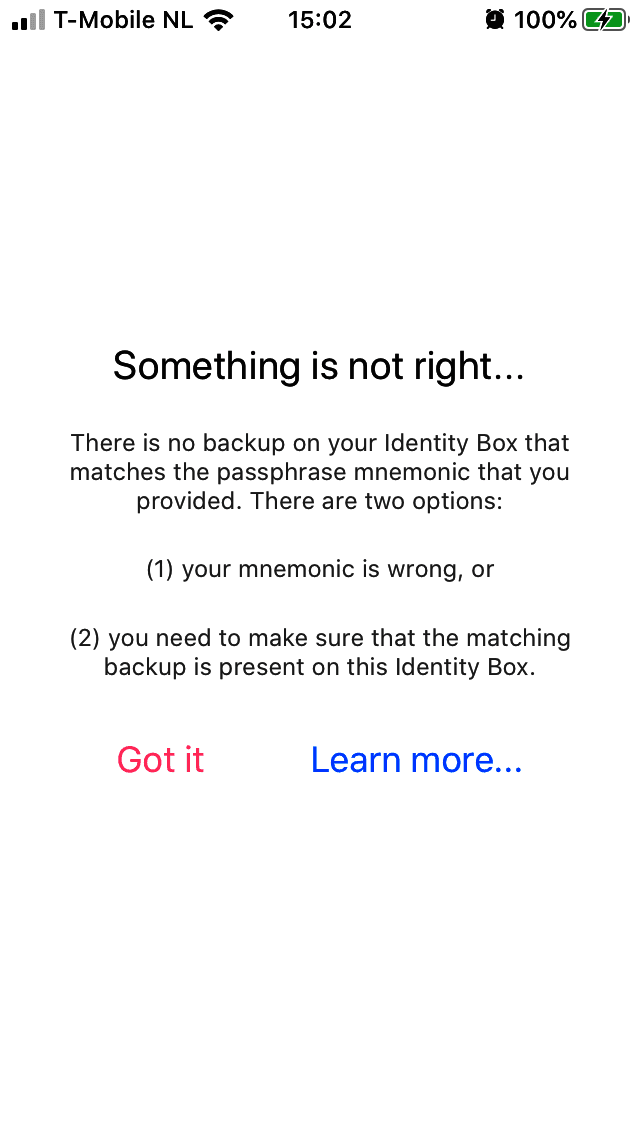 T-Mobile NL 15:02 100%
Something is not right...
There is no backup on your Identity Box that
matches the passphrase mnemonic that you
provided. There are two options:
(1) your mnemonic is wrong, or
(2) you need to make sure that the matching
backup is present on this Identity Box.
Got it Learn more...